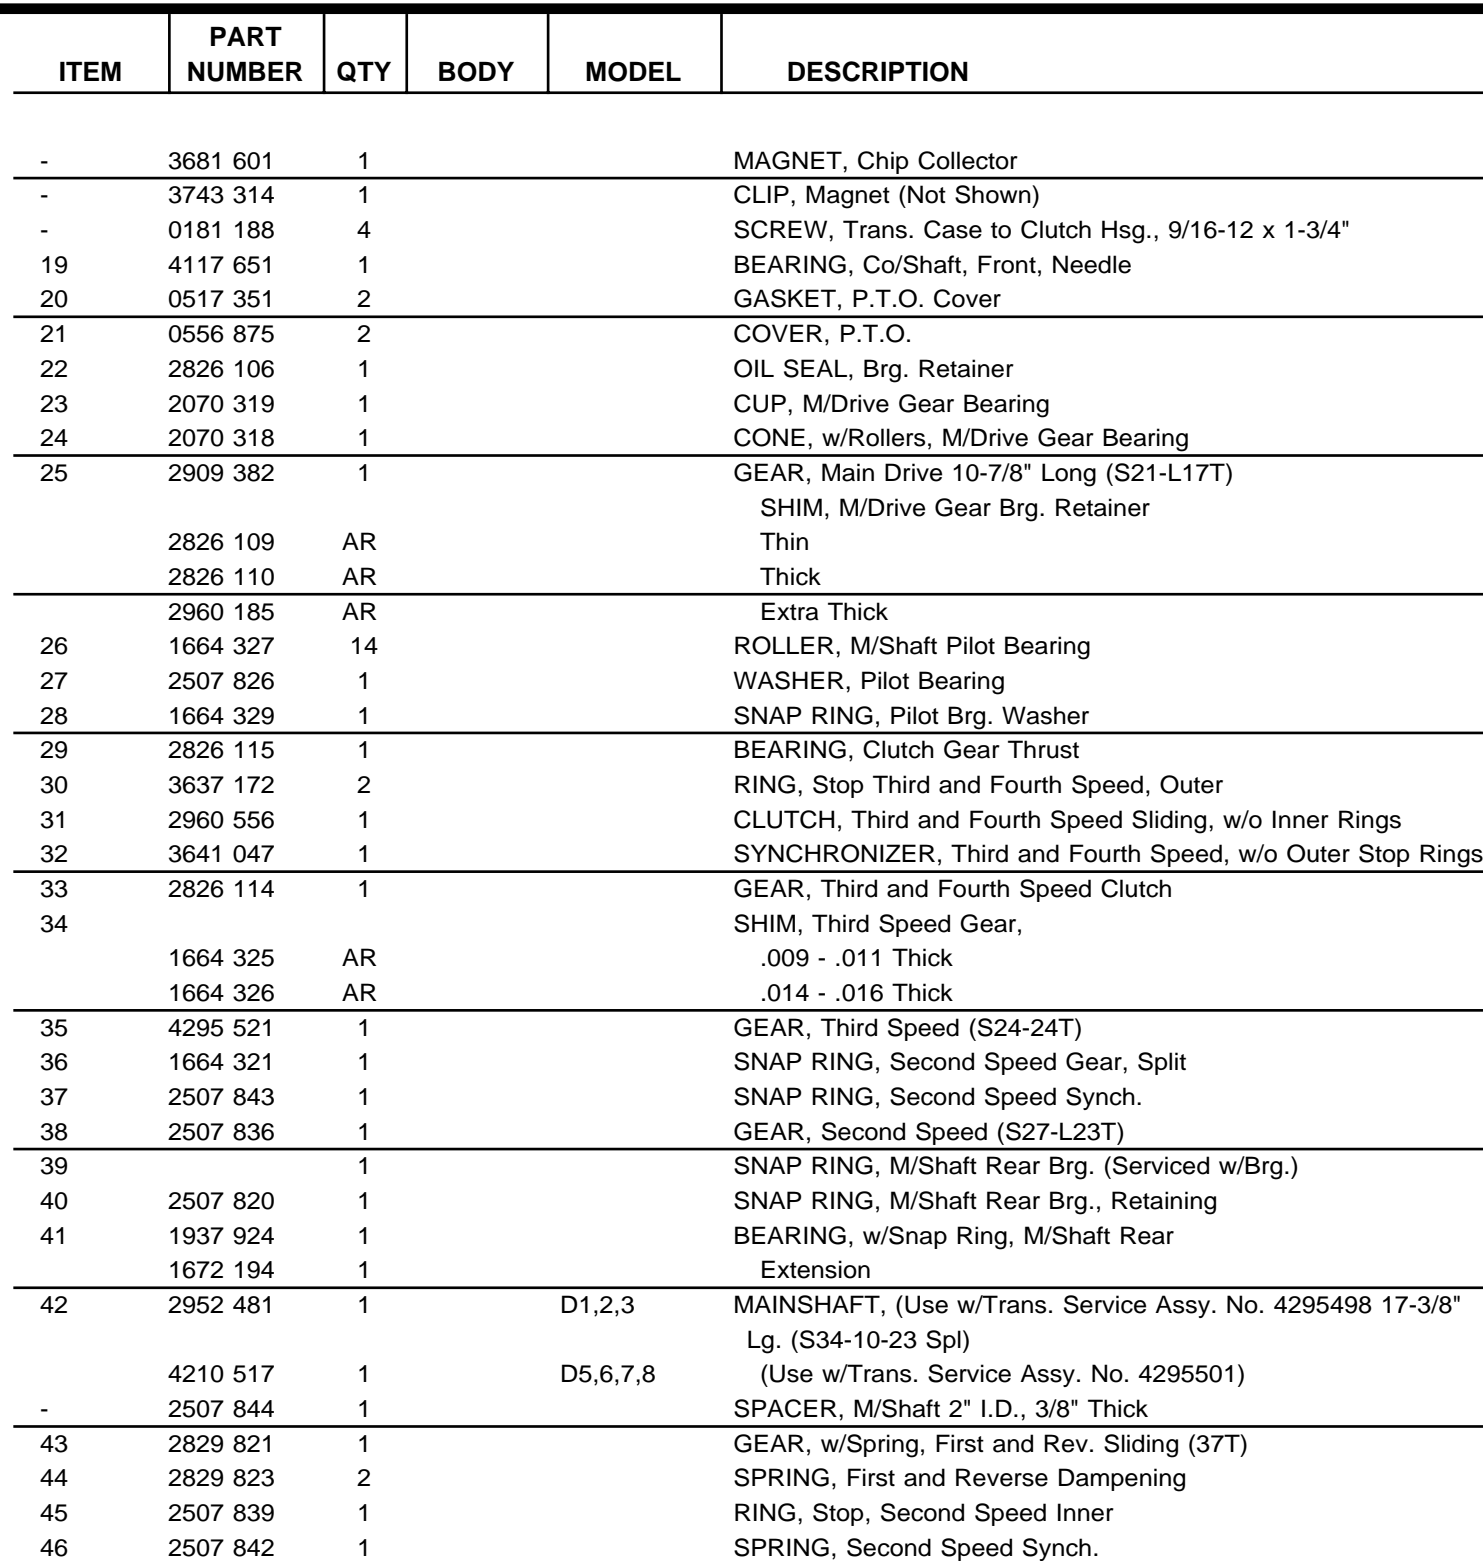 PART
ITEM NUMBER QTY BODY MODEL DESCRIPTION
- 3681 601 1 MAGNET, Chip Collector
- 3743 314 1 CLIP, Magnet (Not Shown)
- 0181 188 4 SCREW, Trans. Case to Clutch Hsg., 9/16-12 x 1-3/4"
19 4117 651 1 BEARING, Co/Shaft, Front, Needle
20 0517 351 2 GASKET, P.T.O. Cover
21 0556 875 2 COVER, P.T.O.
22 2826 106 1 OIL SEAL, Brg. Retainer
23 2070 319 1 CUP, M/Drive Gear Bearing
24 2070 318 1 CONE, w/Rollers, M/Drive Gear Bearing
25 2909 382 1 GEAR, Main Drive 10-7/8" Long (S21-L17T)
SHIM, M/Drive Gear Brg. Retainer
2826 109 AR Thin
2826 110 AR Thick
2960 185 AR Extra Thick
26 1664 327 14 ROLLER, M/Shaft Pilot Bearing
27 2507 826 1 WASHER, Pilot Bearing
28 1664 329 1 SNAP RING, Pilot Brg. Washer
29 2826 115 1 BEARING, Clutch Gear Thrust
30 3637 172 2 RING, Stop Third and Fourth Speed, Outer
31 2960 556 1 CLUTCH, Third and Fourth Speed Sliding, w/o Inner Rings
32 3641 047 1 SYNCHRONIZER, Third and Fourth Speed, w/o Outer Stop Rings
33 2826 114 1 GEAR, Third and Fourth Speed Clutch
34 SHIM, Third Speed Gear,
1664 325 AR .009 - .011 Thick
1664 326 AR .014 - .016 Thick
35 4295 521 1 GEAR, Third Speed (S24-24T)
36 1664 321 1 SNAP RING, Second Speed Gear, Split
37 2507 843 1 SNAP RING, Second Speed Synch.
38 2507 836 1 GEAR, Second Speed (S27-L23T)
39 1 SNAP RING, M/Shaft Rear Brg. (Serviced w/Brg.)
40 2507 820 1 SNAP RING, M/Shaft Rear Brg., Retaining
41 1937 924 1 BEARING, w/Snap Ring, M/Shaft Rear
1672 194 1 Extension
42 2952 481 1 D1,2,3 MAINSHAFT, (Use w/Trans. Service Assy. No. 4295498 17-3/8"
Lg. (S34-10-23 Spl)
4210 517 1 D5,6,7,8 (Use w/Trans. Service Assy. No. 4295501)
- 2507 844 1 SPACER, M/Shaft 2" I.D., 3/8" Thick
43 2829 821 1 GEAR, w/Spring, First and Rev. Sliding (37T)
44 2829 823 2 SPRING, First and Reverse Dampening
45 2507 839 1 RING, Stop, Second Speed Inner
46 2507 842 1 SPRING, Second Speed Synch.